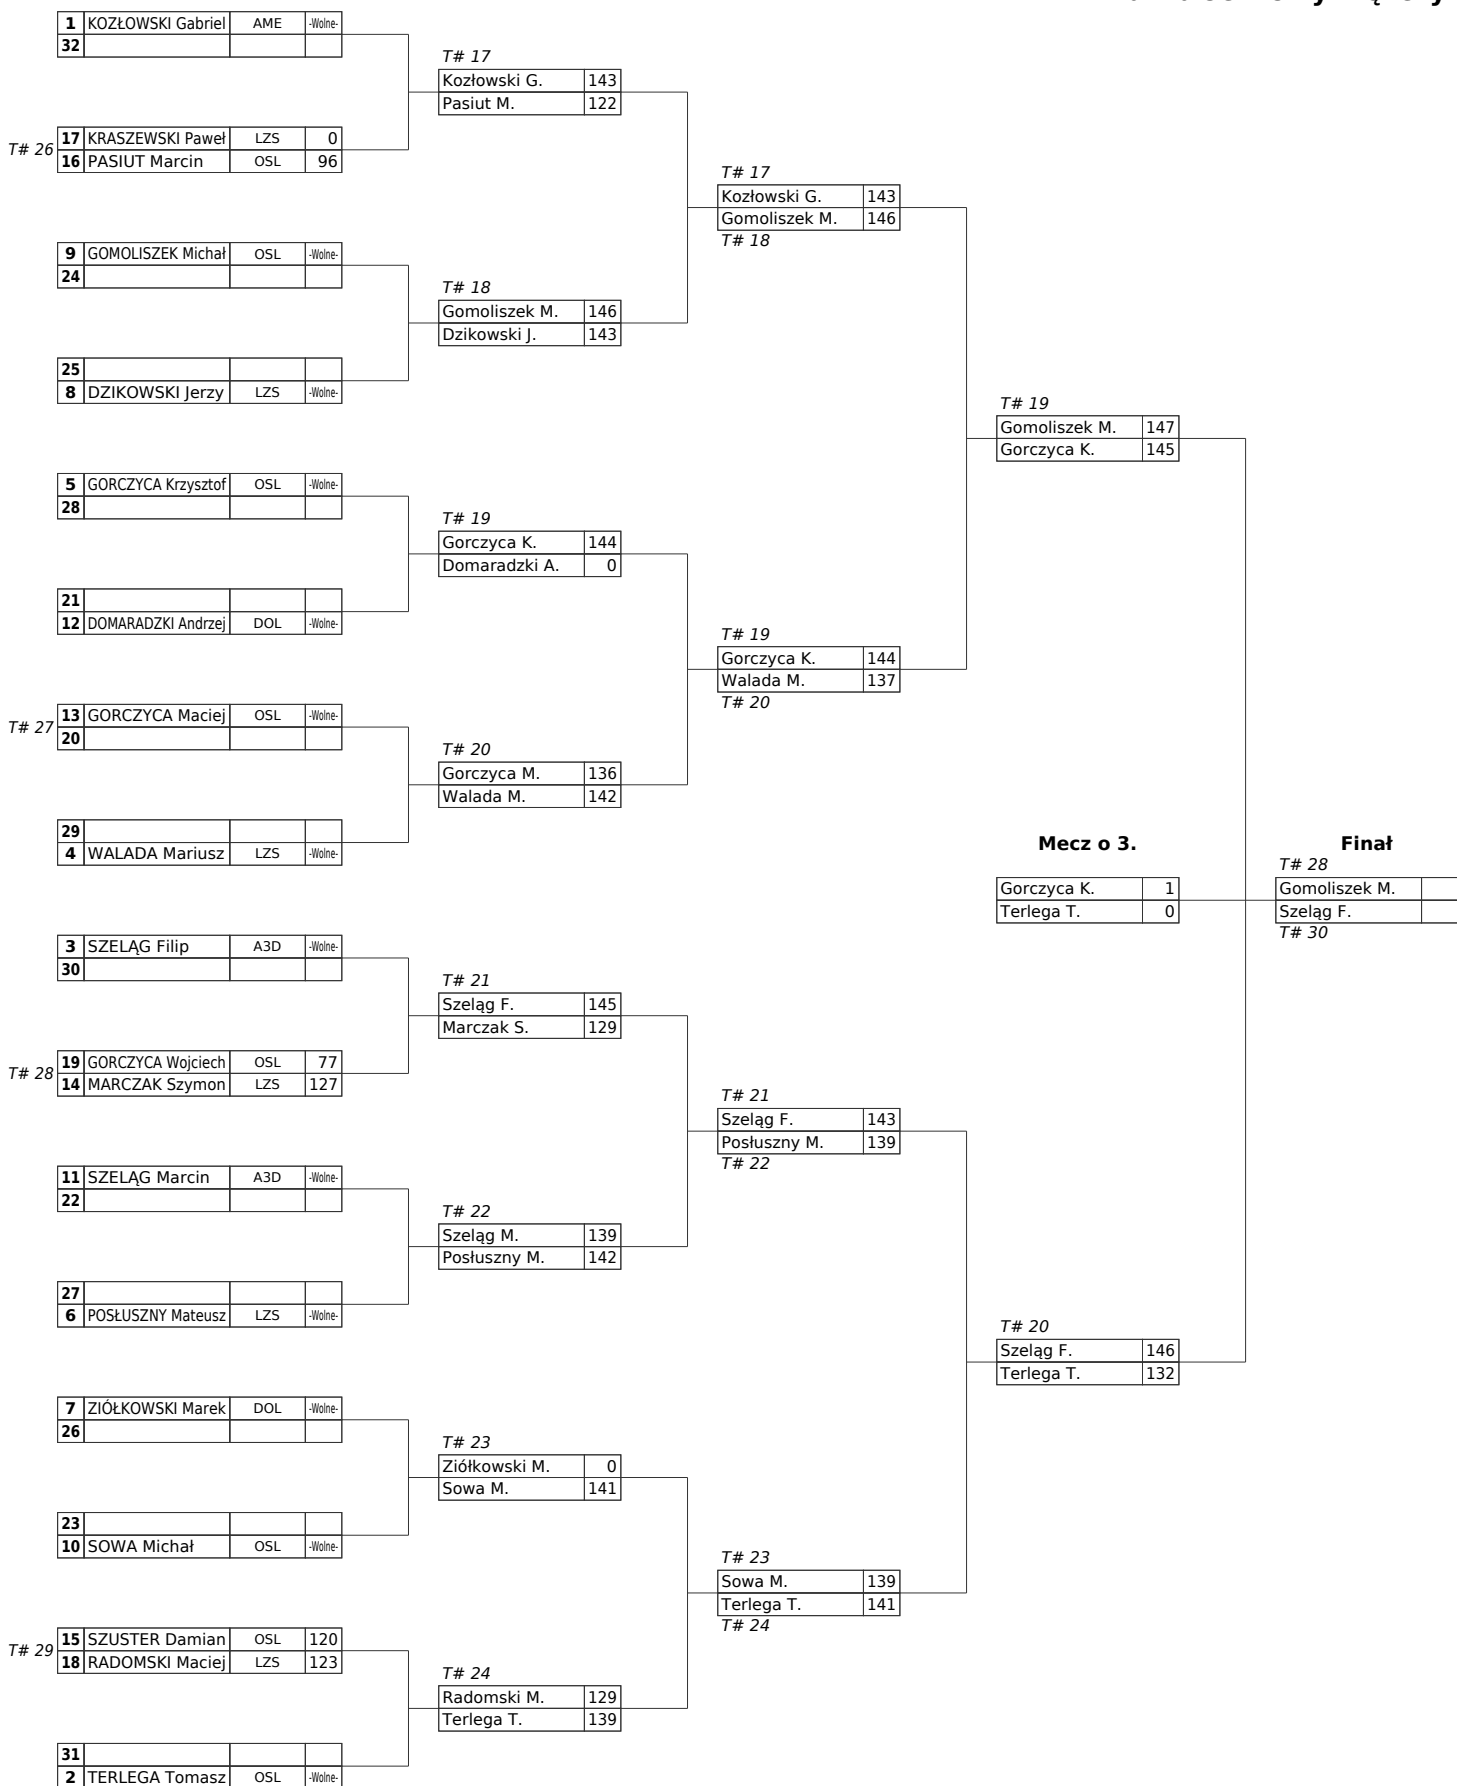 1 KOZŁOWSKI Gabriel AME -Wolne-
32
T# 26
17 KRASZEWSKI Paweł LZS 0
16 PASIUT Marcin OSL 96
9 GOMOLISZEK Michał OSL -Wolne-
24
25
8 DZIKOWSKI Jerzy LZS -Wolne-
5 GORCZYCA Krzysztof OSL -Wolne-
28
21
12 DOMARADZKI Andrzej DOL -Wolne-
T# 27
13 GORCZYCA Maciej OSL -Wolne-
20
29
4 WALADA Mariusz LZS -Wolne-
3 SZELĄG Filip A3D -Wolne-
30
T# 28
19 GORCZYCA Wojciech OSL 77
14 MARCZAK Szymon LZS 127
11 SZELĄG Marcin A3D -Wolne-
22
27
6 POSŁUSZNY Mateusz LZS -Wolne-
7 ZIÓŁKOWSKI Marek DOL -Wolne-
26
23
10 SOWA Michał OSL -Wolne-
T# 29
15 SZUSTER Damian OSL 120
18 RADOMSKI Maciej LZS 123
31
2 TERLEGA Tomasz OSL -Wolne-
T# 17
Kozłowski G. 143
Pasiut M. 122
T# 18
Gomoliszek M. 146
Dzikowski J. 143
T# 19
Gorczyca K. 144
Domaradzki A. 0
T# 20
Gorczyca M. 136
Walada M. 142
T# 21
Szeląg F. 145
Marczak S. 129
T# 22
Szeląg M. 139
Posłuszny M. 142
T# 23
Ziółkowski M. 0
Sowa M. 141
T# 24
Radomski M. 129
Terlega T. 139
T# 17
Kozłowski G. 143
Gomoliszek M. 146
T# 18
T# 19
Gorczyca K. 144
Walada M. 137
T# 20
T# 21
Szeląg F. 143
Posłuszny M. 139
T# 22
T# 23
Sowa M. 139
Terlega T. 141
T# 24
T# 19
Gomoliszek M. 147
Gorczyca K. 145
Mecz o 3.
Gorczyca K. 1
Terlega T. 0
T# 20
Szeląg F. 146
Terlega T. 132
Finał
T# 28
Gomoliszek M.
Szeląg F.
T# 30